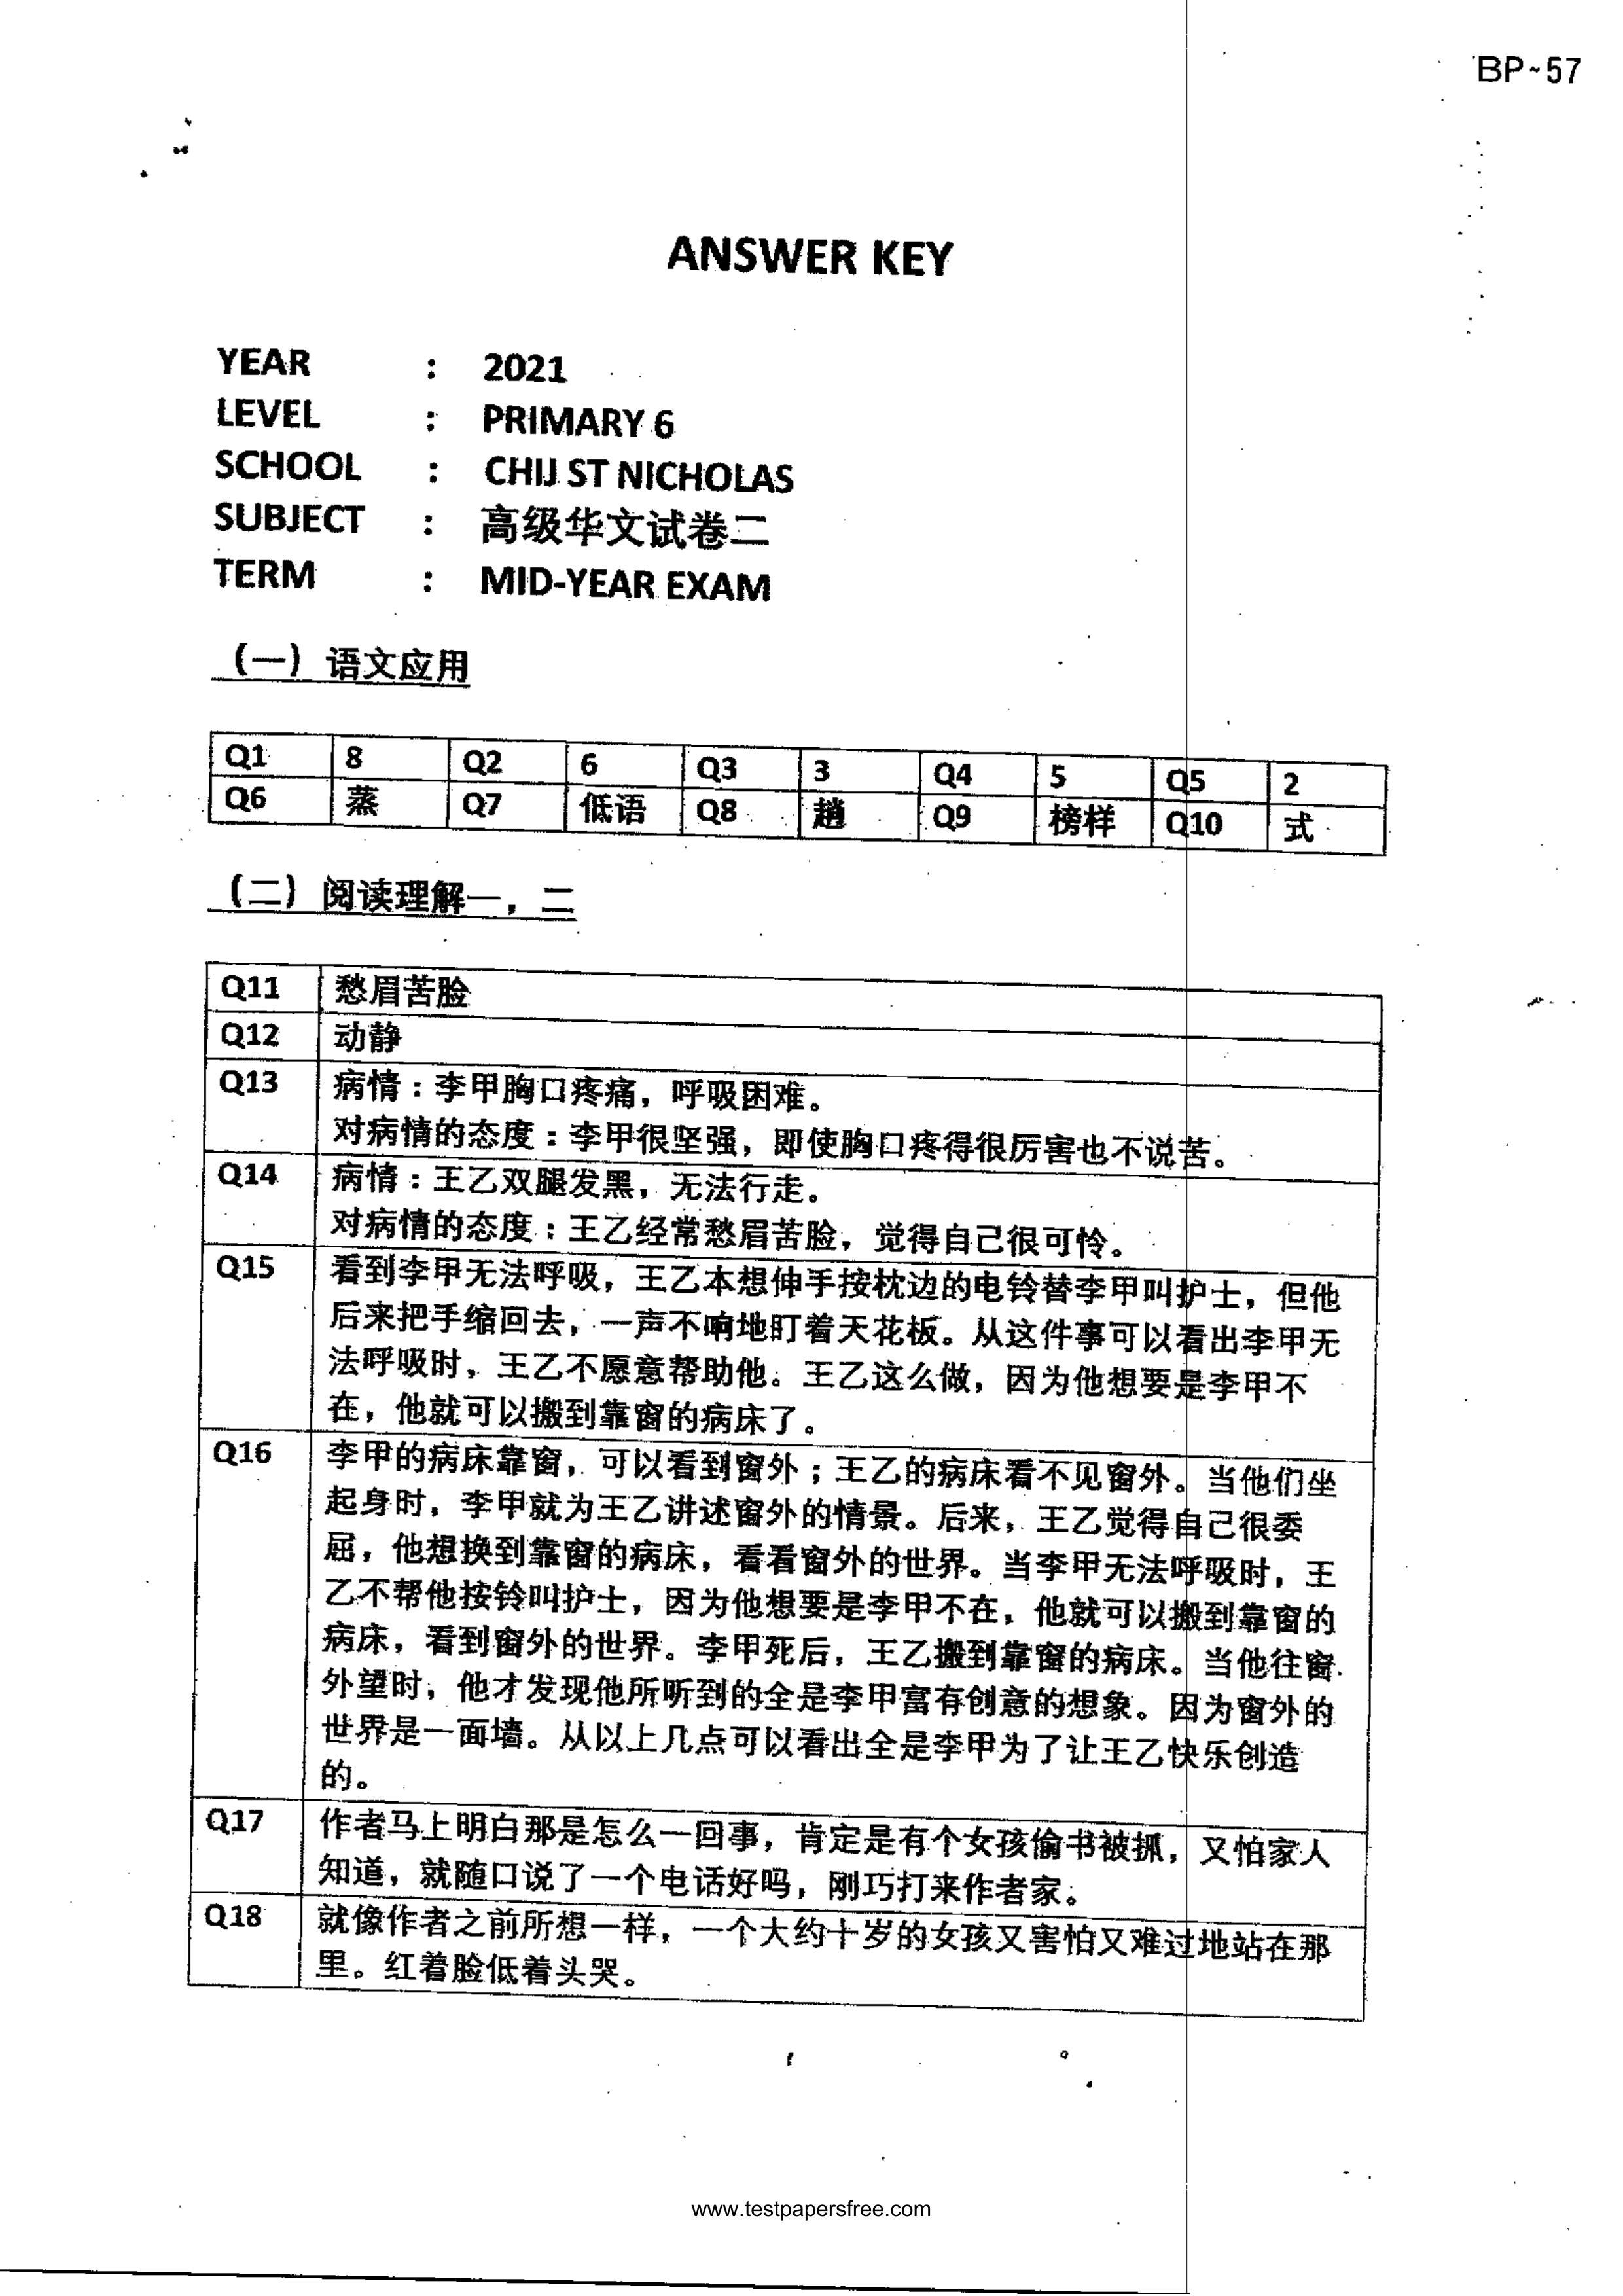 BP~57
ANSWER KEY
YEAR : 2021
LEVEL : PRIMARY 6
SCHOOL : CHIJ ST NICHOLAS
SUBJECT : 高级华文试卷二
TERM : MID-YEAR EXAM
（一）语文应用
Q1 8 Q2 6 Q3 3 Q4 5 Q5 2
Q6 蒸 Q7 低语 Q8 趟 Q9 榜样 Q10 式
（二）阅读理解一，二
Q11 愁眉苦脸
Q12 动静
Q13 病情：李甲胸口疼痛，呼吸困难。
对病情的态度：李甲很坚强，即使胸口疼得很厉害也不说苦。
Q14 病情：王乙双腿发黑，无法行走。
对病情的态度：王乙经常愁眉苦脸，觉得自己很可怜。
Q15 看到李甲无法呼吸，王乙本想伸手按枕边的电铃替李甲叫护士，但他
后来把手缩回去，一声不响地盯着天花板。从这件事可以看出李甲无
法呼吸时，王乙不愿意帮助他。王乙这么做，因为他想要是李甲不
在，他就可以搬到靠窗的病床了。
Q16 李甲的病床靠窗，可以看到窗外；王乙的病床看不见窗外。当他们坐
起身时，李甲就为王乙讲述窗外的情景。后来，王乙觉得自己很委
屈，他想换到靠窗的病床，看看窗外的世界。当李甲无法呼吸时，王
乙不帮他按铃叫护士，因为他想要是李甲不在，他就可以搬到靠窗的
病床，看到窗外的世界。李甲死后，王乙搬到靠窗的病床。当他往窗
外望时，他才发现他所听到的全是李甲富有创意的想象。因为窗外的
世界是一面墙。从以上几点可以看出全是李甲为了让王乙快乐创造
的。
Q17 作者马上明白那是怎么一回事，肯定是有个女孩偷书被抓，又怕家人
知道，就随口说了一个电话好吗，刚巧打来作者家。
Q18 就像作者之前所想一样，一个大约十岁的女孩又害怕又难过地站在那
里。红着脸低着头哭。
www.testpapersfree.com